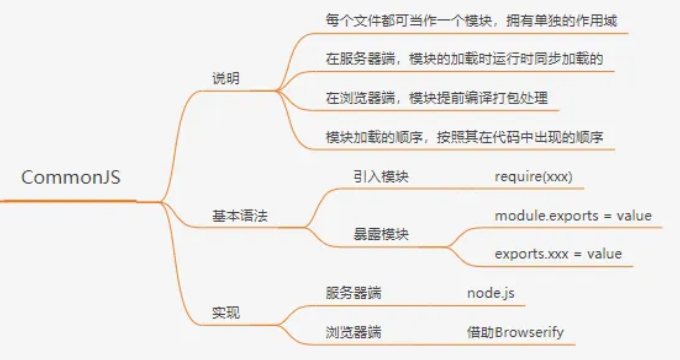 CommonJS
说明
每个文件都可当作一个模块，拥有单独的作用域
在服务器端，模块的加载时运行时同步加载的
在浏览器端，模块提前编译打包处理
模块加载的顺序，按照其在代码中出现的顺序
基本语法
引入模块
require(xxx)
暴露模块
module.exports = value
exports.xxx = value
实现
服务器端
node.js
浏览器端
借助Browserify